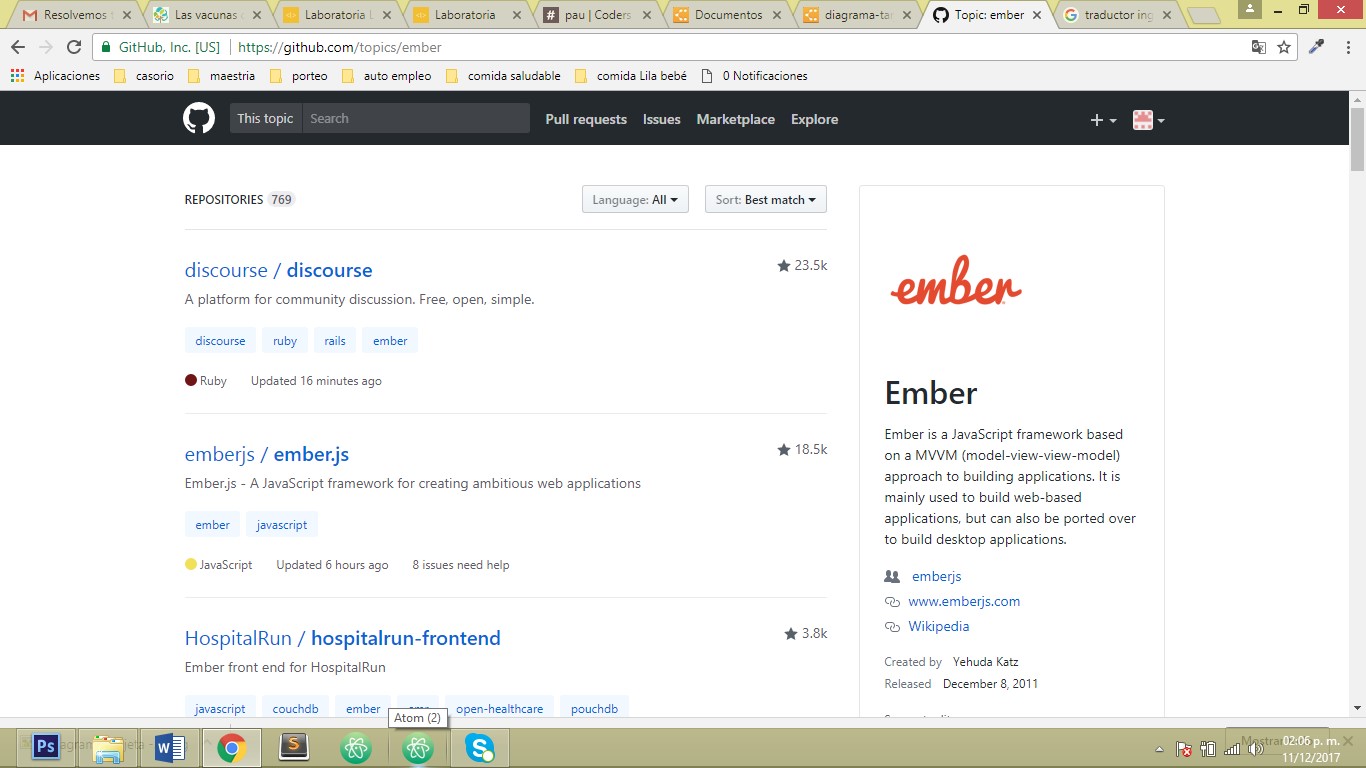 Resolvemos t
Las vacunas
Laboratoria L
Laboratoria
pau | Coders
Documentos
diagrama-tar
Topic: ember
traductor ing
GitHub, Inc. [US] https://github.com/topics/ember
Aplicaciones casorio maestria porteo auto empleo comida saludable comida Lila bebé 0 Notificaciones
This topic Search Pull requests Issues Marketplace Explore
REPOSITORIES 769 Language: All Sort: Best match
discourse / discourse 23.5k
A platform for community discussion. Free, open, simple.
discourse ruby rails ember
Ruby Updated 16 minutes ago
emberjs / ember.js 18.5k
Ember.js - A JavaScript framework for creating ambitious web applications
ember javascript
JavaScript Updated 6 hours ago 8 issues need help
HospitalRun / hospitalrun-frontend 3.8k
Ember front end for HospitalRun
javascript couchdb ember open-healthcare pouchdb
ember
Ember
Ember is a JavaScript framework based
on a MVVM (model-view-view-model)
approach to building applications. It is
mainly used to build web-based
applications, but can also be ported over
to build desktop applications.
emberjs
www.emberjs.com
Wikipedia
Created by Yehuda Katz
Released December 8, 2011
Atom (2)
Ps
W
S
S
02:06 p. m.
11/12/2017